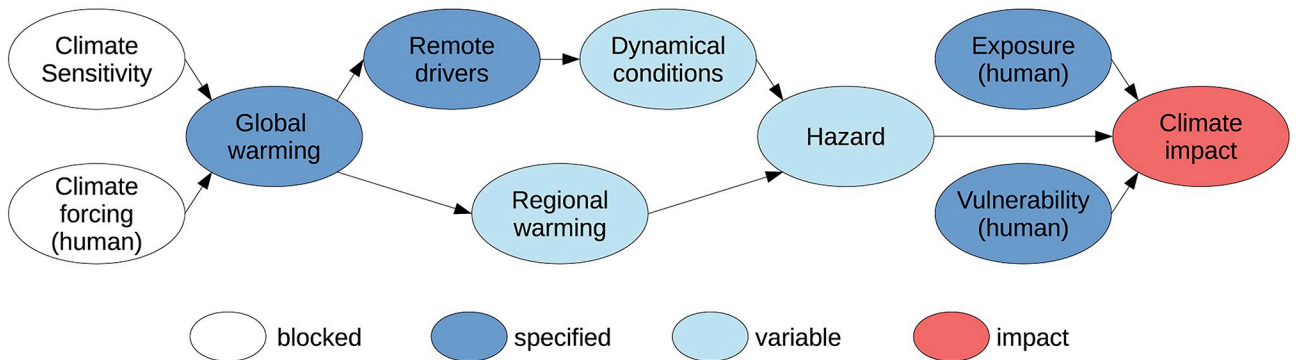 Climate
Sensitivity
Remote
drivers
Dynamical
conditions
Exposure
(human)
Global
warming
Hazard
Climate
impact
Climate
forcing
(human)
Regional
warming
Vulnerability
(human)
blocked
specified
variable
impact